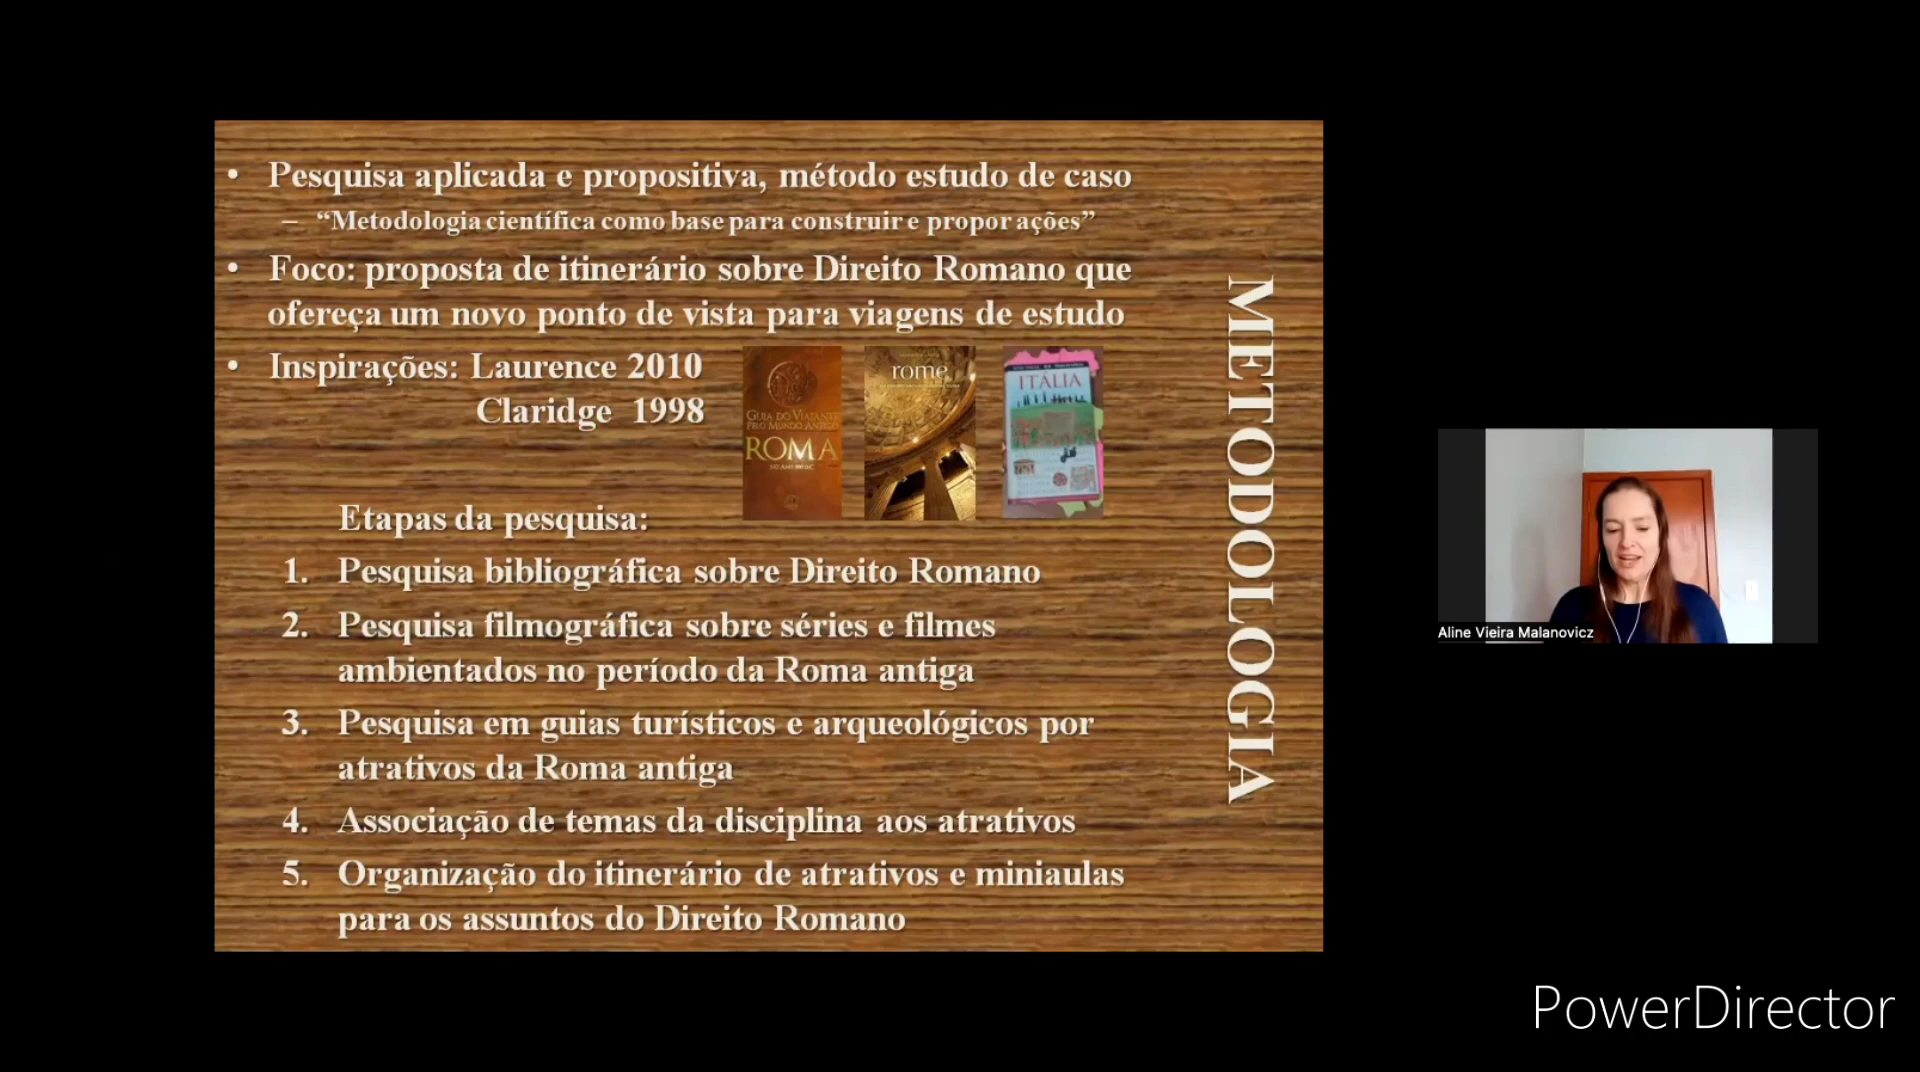 • Pesquisa aplicada e propositiva, método estudo de caso
– “Metodologia científica como base para construir e propor ações”
• Foco: proposta de itinerário sobre Direito Romano que
ofereça um novo ponto de vista para viagens de estudo
• Inspirações: Laurence 2010
Claridge 1998
GUIA DO VIAJANTE
PELO MUNDO ANTIGO
ROMA
rome
ITÁLIA
Etapas da pesquisa:
1. Pesquisa bibliográfica sobre Direito Romano
2. Pesquisa filmográfica sobre séries e filmes
ambientados no período da Roma antiga
3. Pesquisa em guias turísticos e arqueológicos por
atrativos da Roma antiga
4. Associação de temas da disciplina aos atrativos
5. Organização do itinerário de atrativos e miniaulas
para os assuntos do Direito Romano
METODOLOGIA
Aline Vieira Malanovicz
PowerDirector